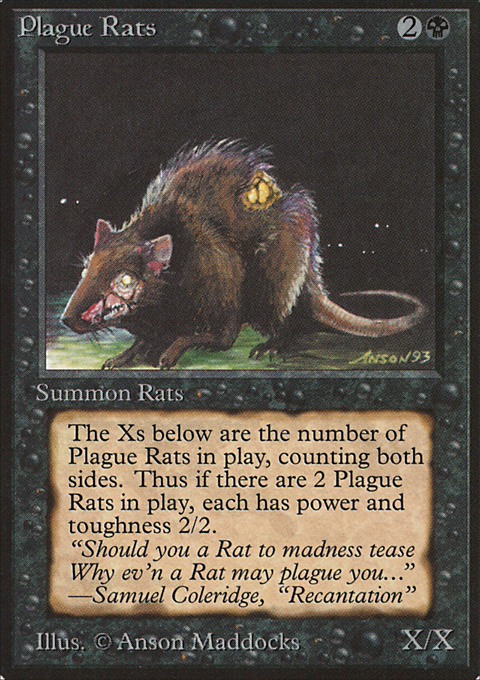 Plague Rats 2
ANSON 93
Summon Rats
The Xs below are the number of
Plague Rats in play, counting both
sides. Thus if there are 2 Plague
Rats in play, each has power and
toughness 2/2.
“Should you a Rat to madness tease
Why ev’n a Rat may plague you...”
—Samuel Coleridge, “Recantation”
Illus. © Anson Maddocks X/X